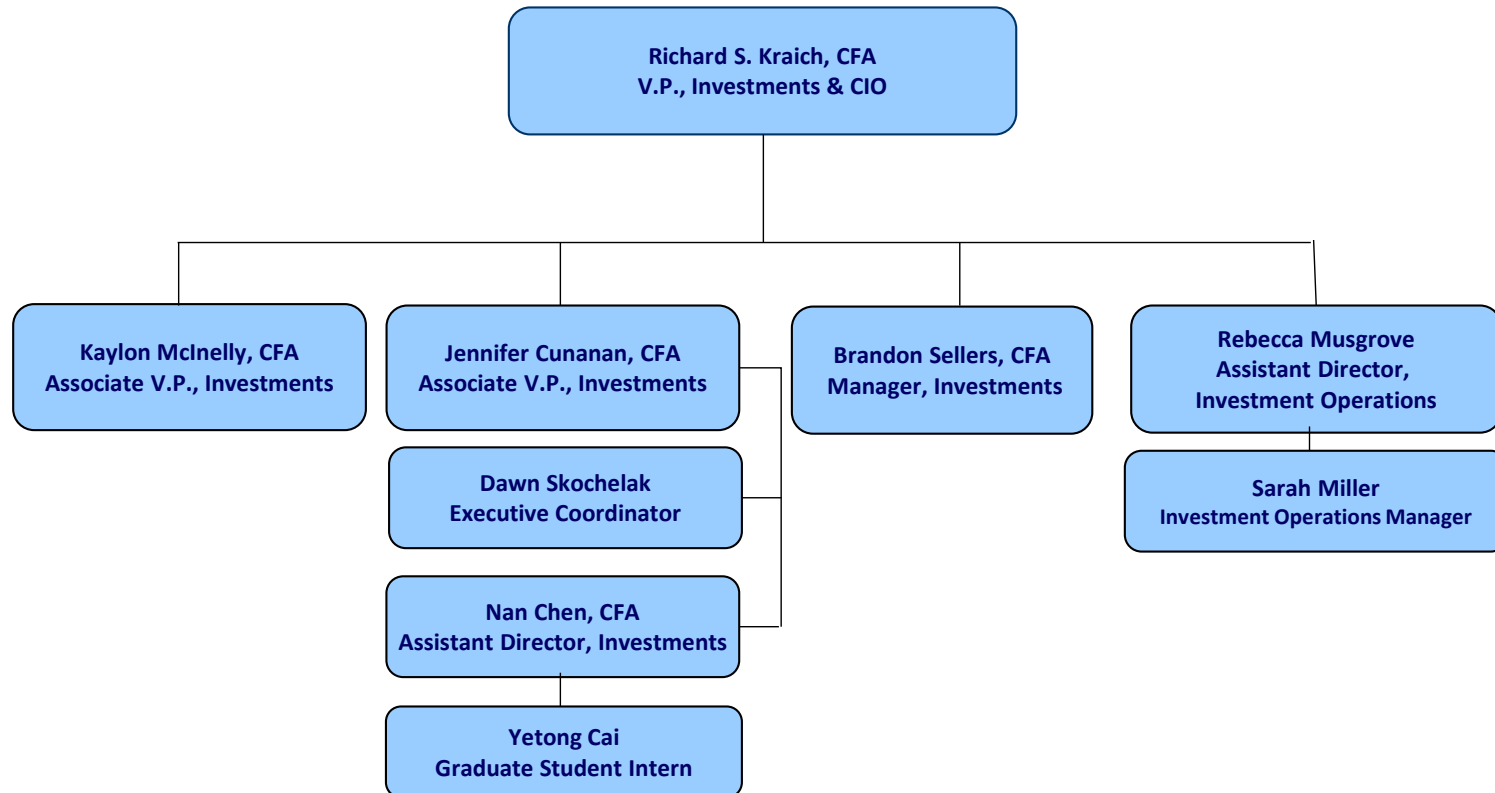 Richard S. Kraich, CFA
V.P., Investments & CIO
Kaylon McInelly, CFA
Associate V.P., Investments
Jennifer Cunanan, CFA
Associate V.P., Investments
Brandon Sellers, CFA
Manager, Investments
Rebecca Musgrove
Assistant Director,
Investment Operations
Dawn Skochelak
Executive Coordinator
Sarah Miller
Investment Operations Manager
Nan Chen, CFA
Assistant Director, Investments
Yetong Cai
Graduate Student Intern